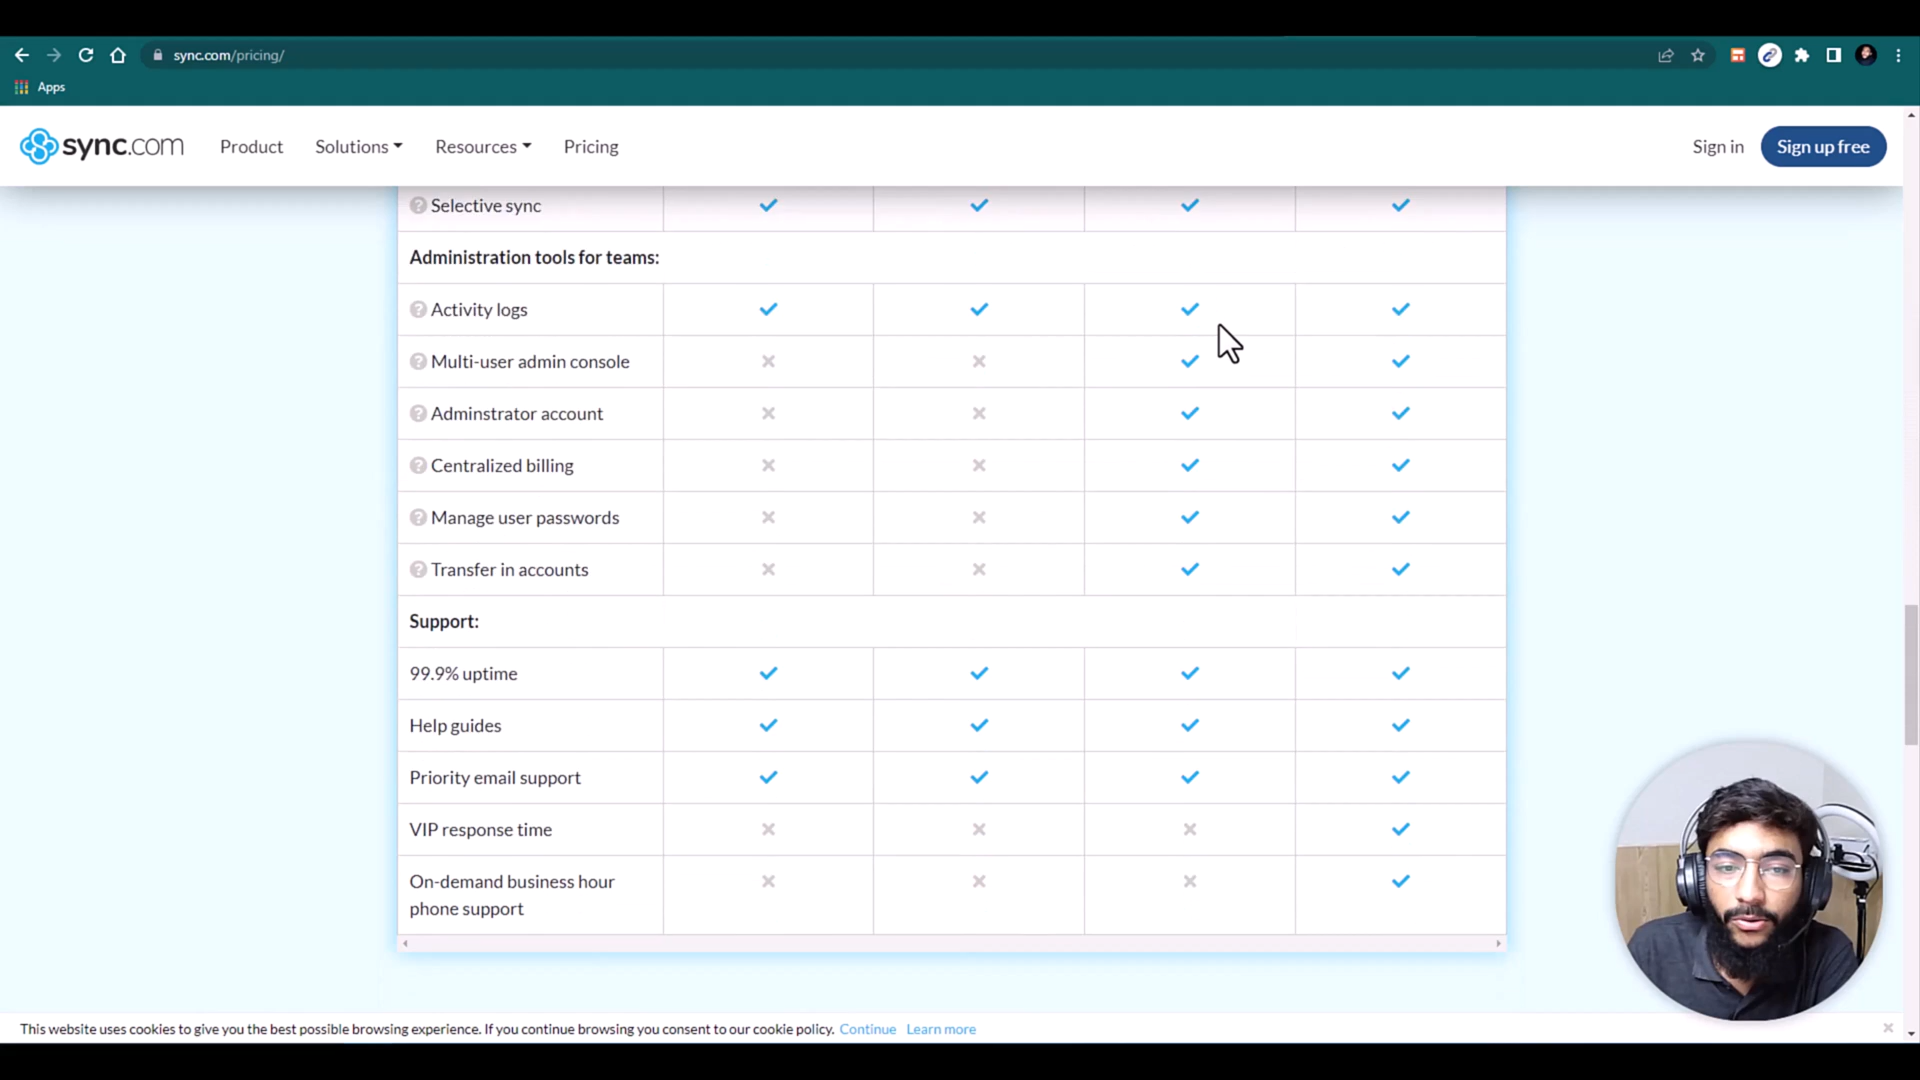 sync.com/pricing/
Apps
sync.com
Product
Solutions
Resources
Pricing
Sign in
Sign up free
Selective sync
Administration tools for teams:
Activity logs
Multi-user admin console
Adminstrator account
Centralized billing
Manage user passwords
Transfer in accounts
Support:
99.9% uptime
Help guides
Priority email support
VIP response time
On-demand business hour
phone support
This website uses cookies to give you the best possible browsing experience. If you continue browsing you consent to our cookie policy. Continue Learn more